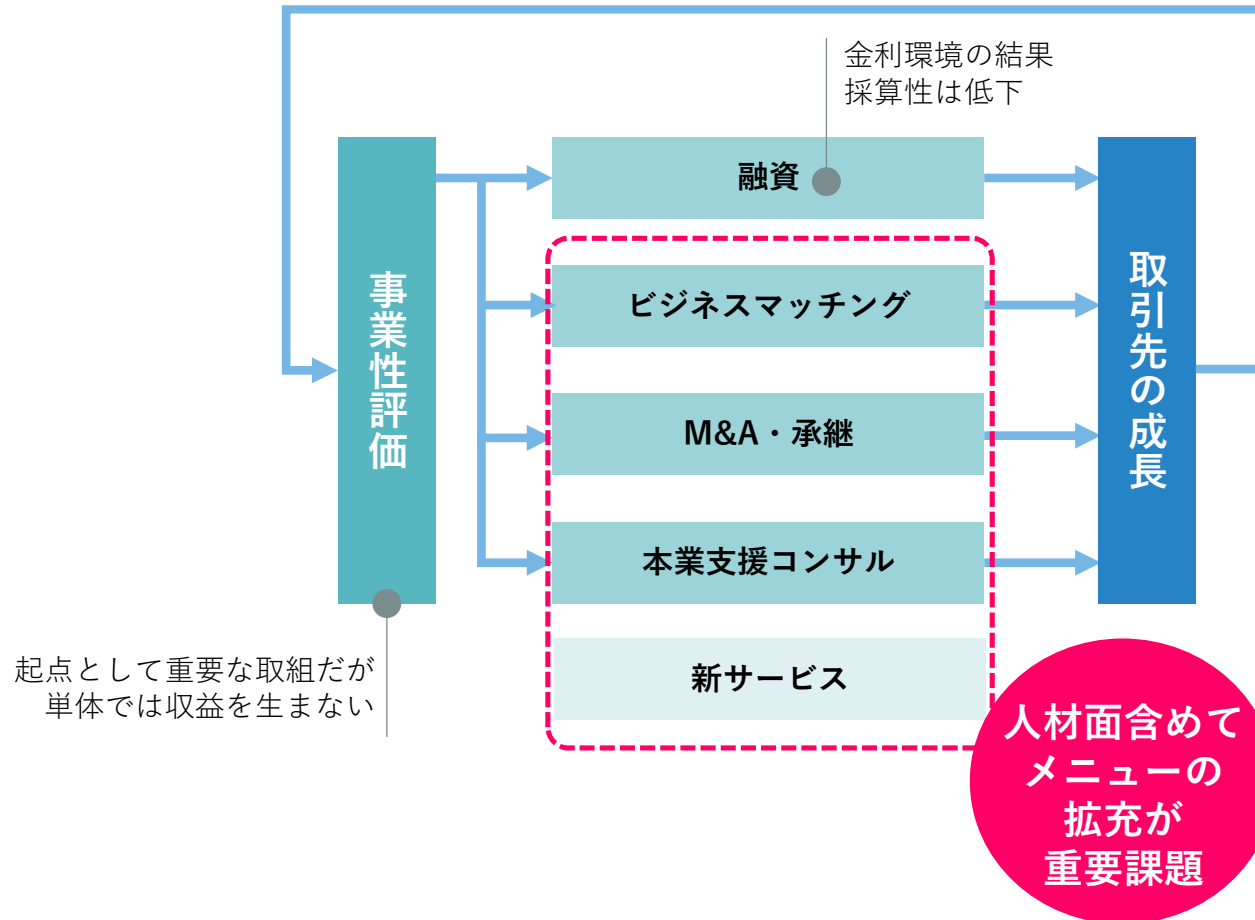 金利環境の結果
採算性は低下
融資
事業性評価
ビジネスマッチング
取引先の成長
M&A・承継
本業支援コンサル
起点として重要な取組だが
単体では収益を生まない
新サービス
人材面含めて
メニューの
拡充が
重要課題